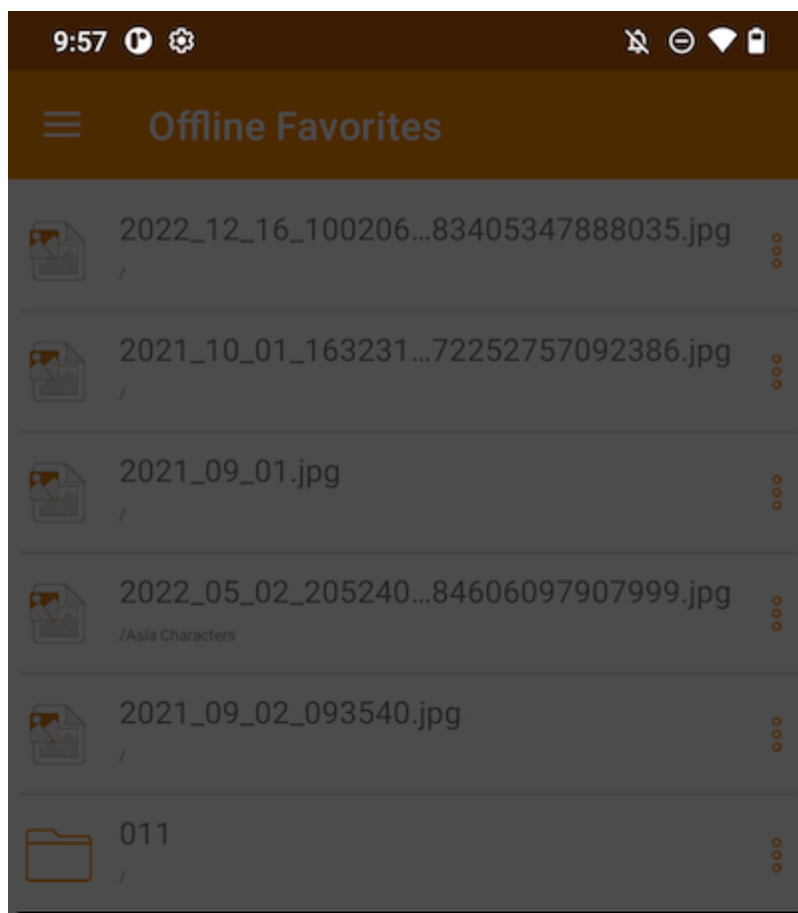 9:57
Offline Favorites
2022_12_16_100206...83405347888035.jpg
/
2021_10_01_163231...72252757092386.jpg
/
2021_09_01.jpg
/
2022_05_02_205240...84606097907999.jpg
/Asia Characters
2021_09_02_093540.jpg
/
011
/